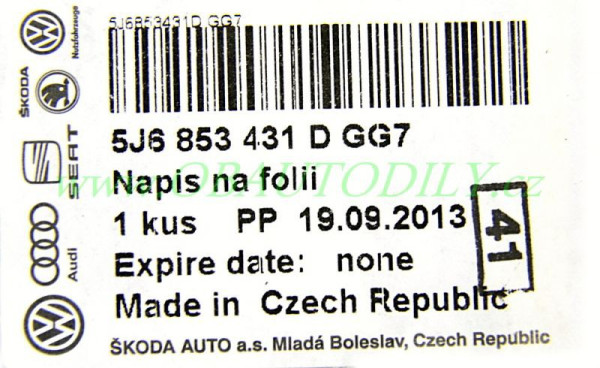 5J6853431D GG7
5J6 853 431 D GG7
Napis na folii
www.OBAUTODILY.cz
1 kus PP 19.09.2013
41
Expire date: none
Made in Czech Republic
ŠKODA AUTO a.s. Mladá Boleslav, Czech Republic
Nutzfahrzeuge
ŠKODA
SEAT
Audi